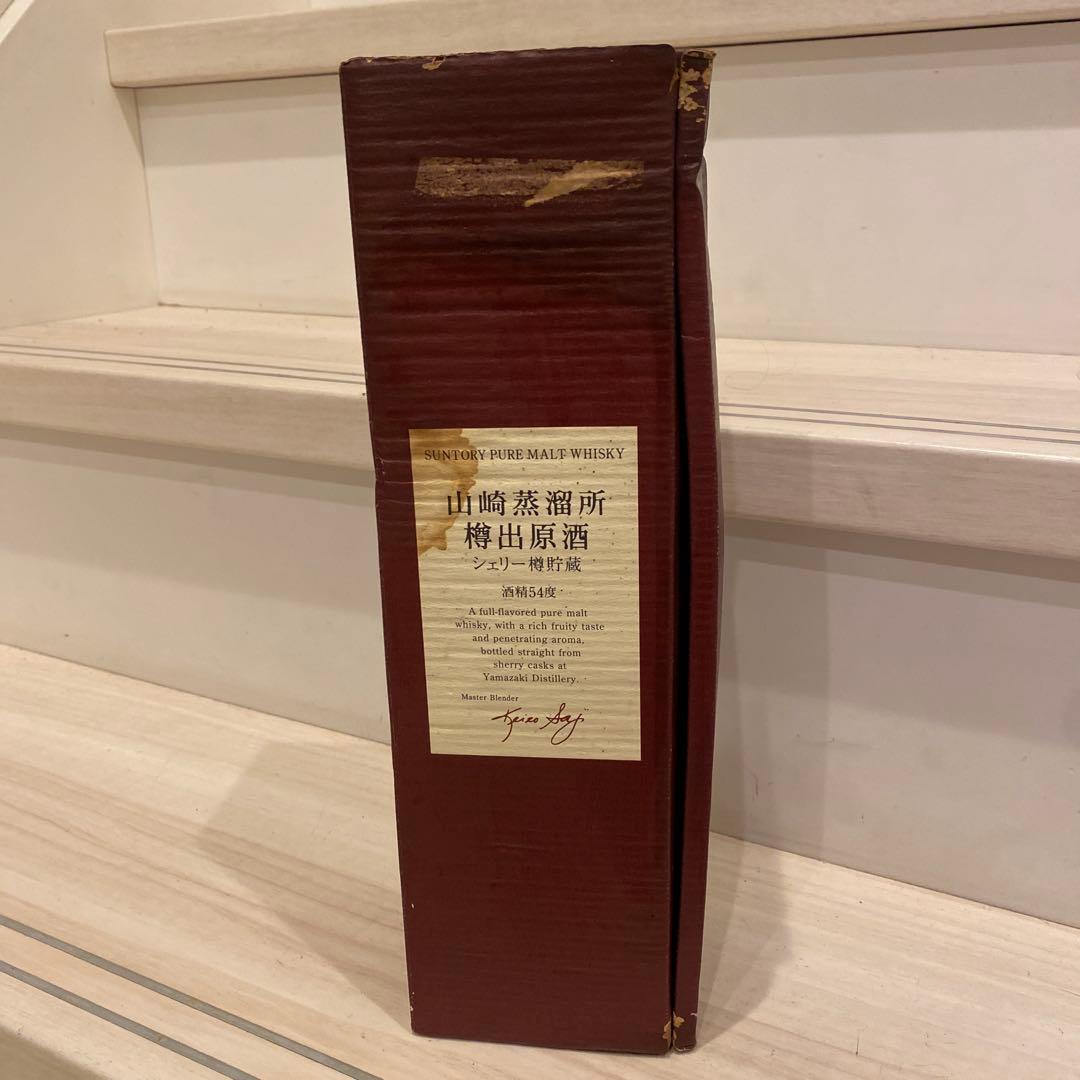 SUNTORY PURE MALT WHISKY
山崎蒸溜所
樽出原酒
シェリー樽貯蔵
酒精54度
A full-flavored pure malt
whisky, with a rich fruity taste
and penetrating aroma,
bottled straight from
sherry casks at
Yamazaki Distillery.
Master Blender
Keizo Saji